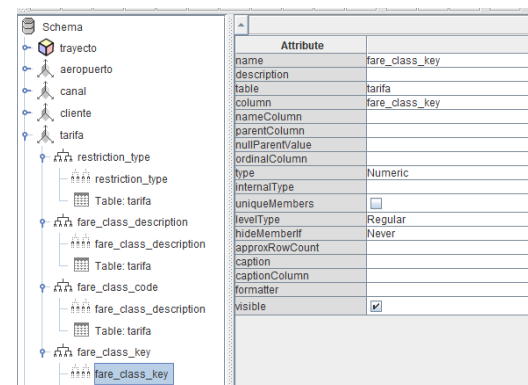 Schema
trayecto
aeropuerto
canal
cliente
tarifa
restriction_type
restriction_type
Table: tarifa
fare_class_description
fare_class_description
Table: tarifa
fare_class_code
fare_class_description
Table: tarifa
fare_class_key
fare_class_key
Attribute
name fare_class_key
description
table tarifa
column fare_class_key
nameColumn
parentColumn
nullParentValue
ordinalColumn
type Numeric
internalType
uniqueMembers
levelType Regular
hideMemberIf Never
approxRowCount
caption
captionColumn
formatter
visible